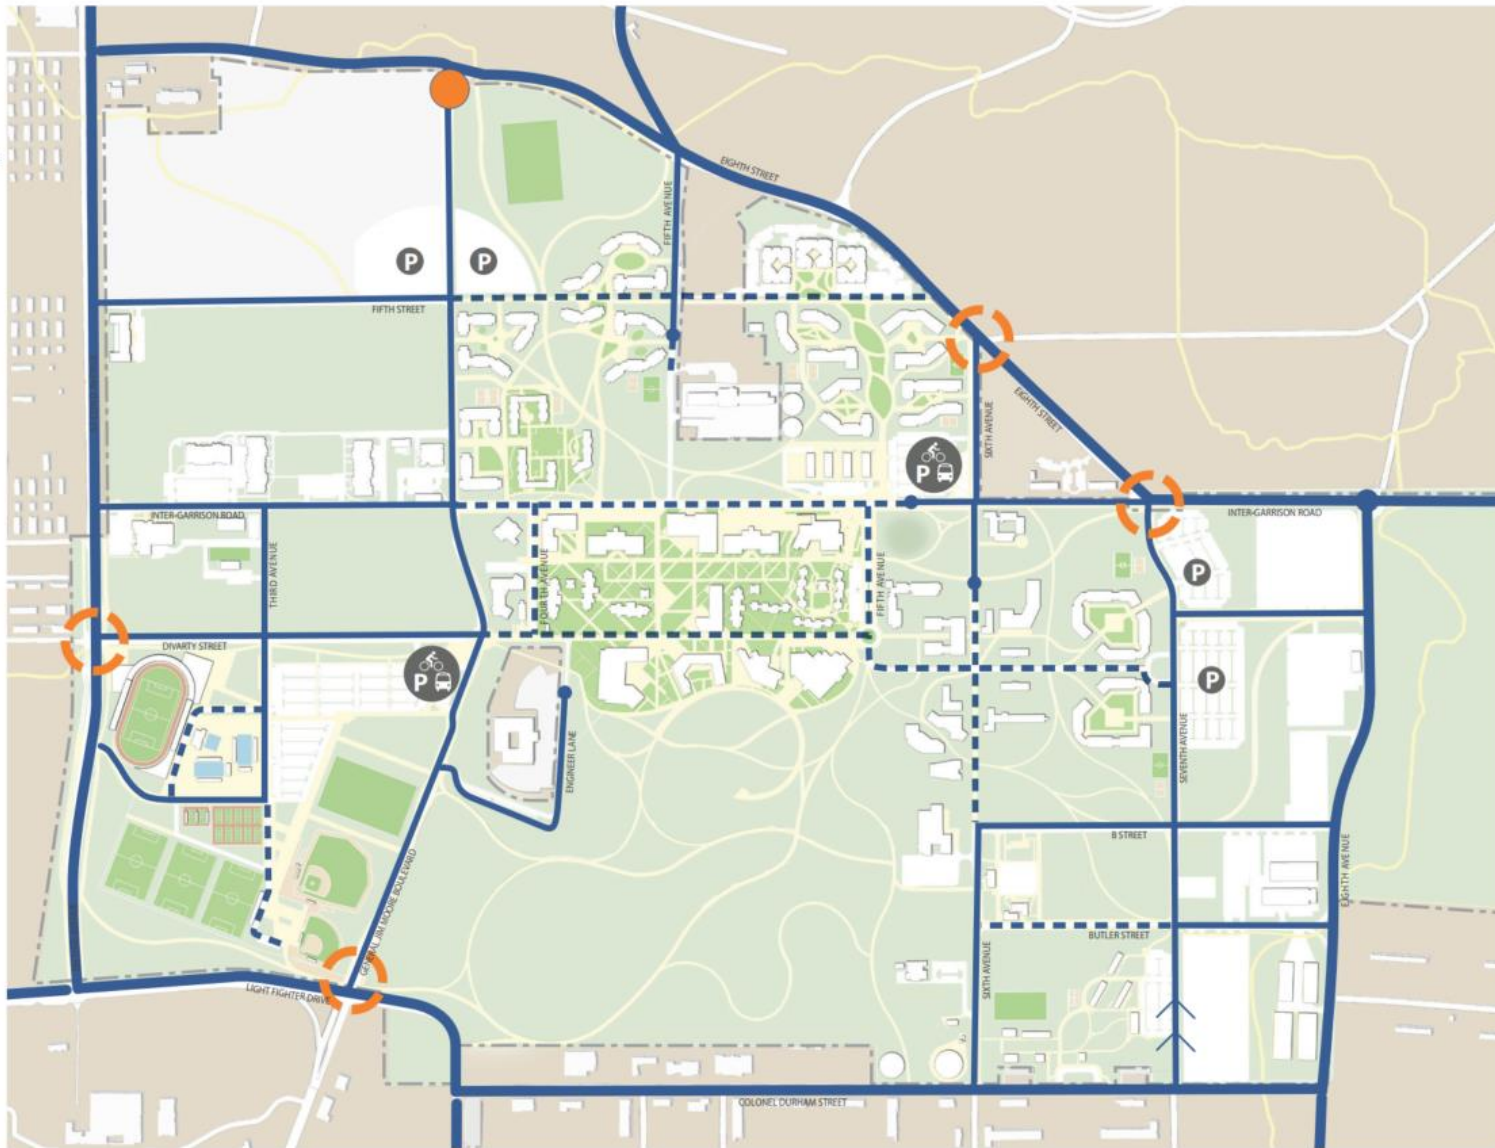 EIGHTH STREET
FIFTH AVENUE
P
P
FIFTH STREET
EIGHTH STREET
SIXTH AVENUE
P
INTER-GARRISON ROAD
INTER-GARRISON ROAD
THIRD AVENUE
FOURTH AVENUE
FIFTH AVENUE
P
DIVARTY STREET
P
P
ENGINEER LANE
SEVENTH AVENUE
B STREET
GENERAL JIM MOORE BOULEVARD
EIGHTH AVENUE
BUTLER STREET
SIXTH AVENUE
LIGHT FIGHTER DRIVE
COLONEL DURHAM STREET